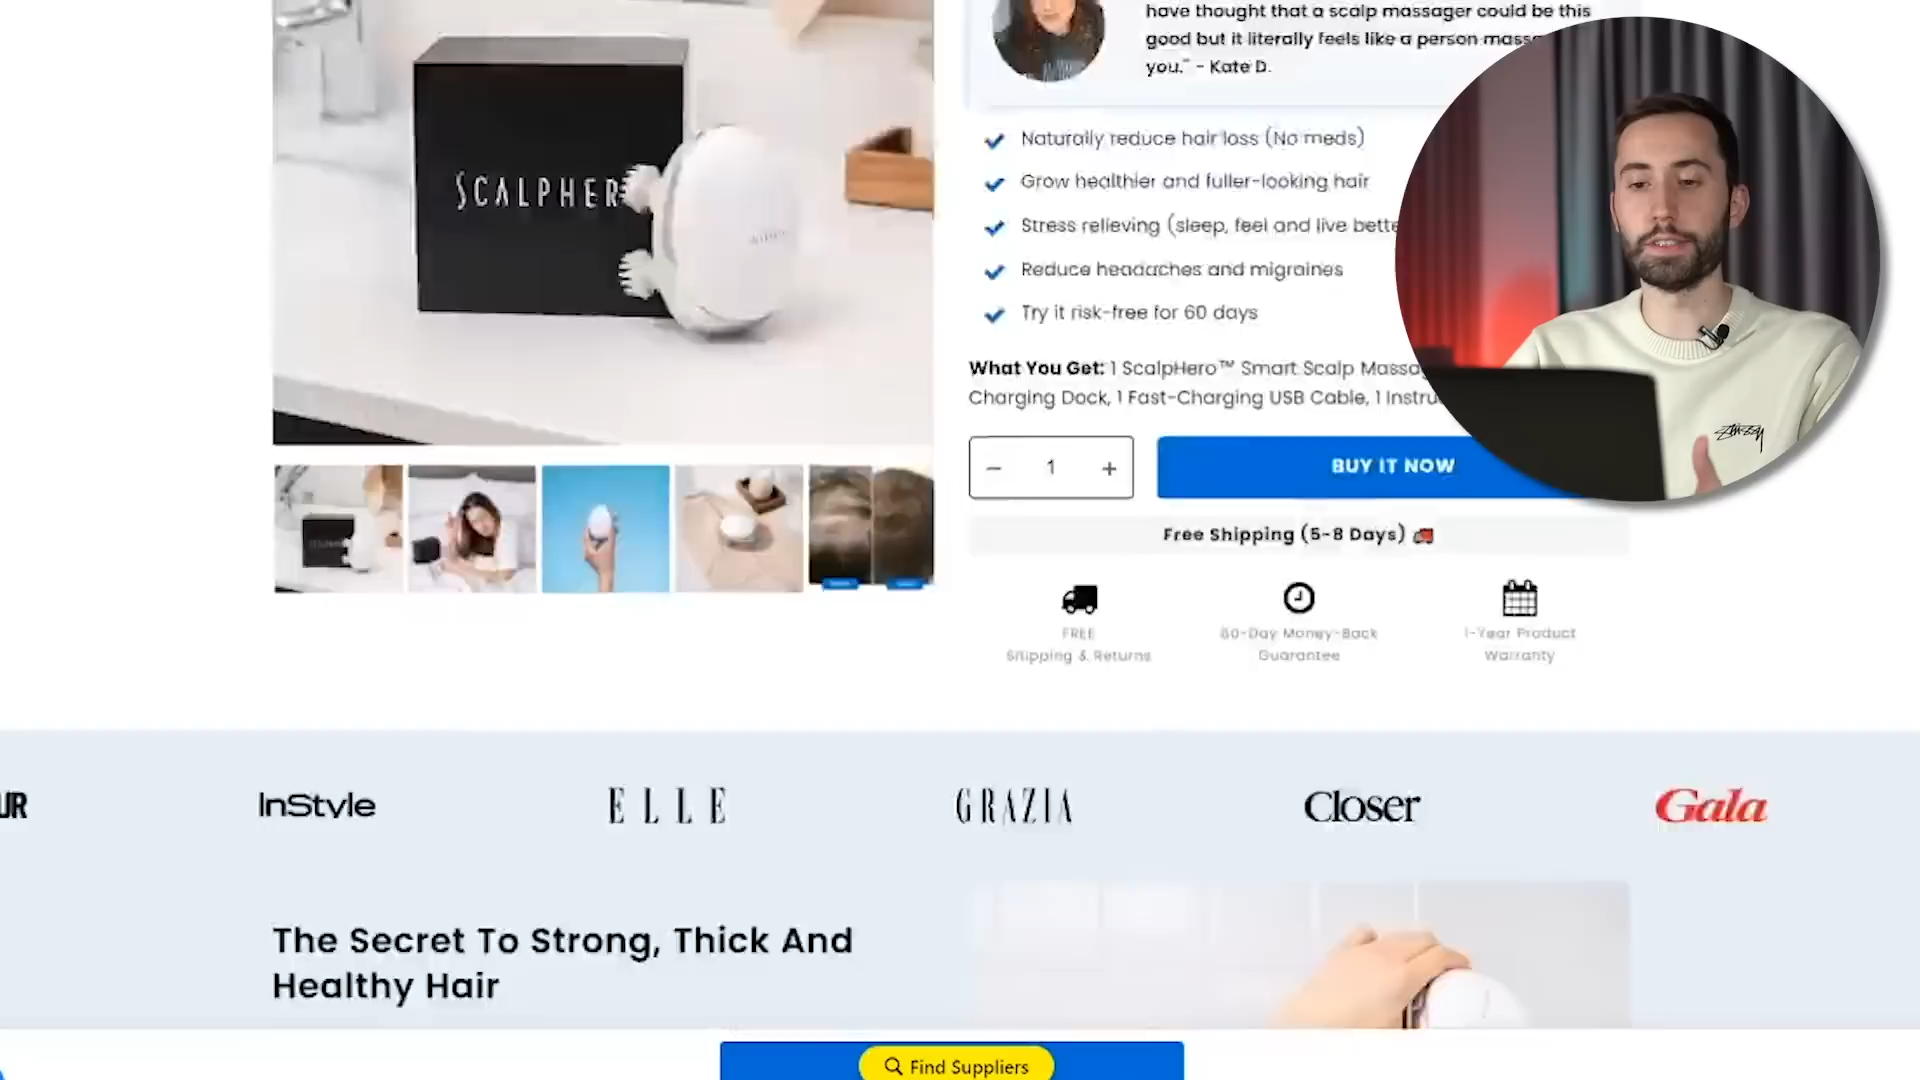 have thought that a scalp massager could be this
good but it literally feels like a person
you." - Kate D.
SCALPHER
Naturally reduce hair loss (No meds)
Grow healthier and fuller-looking hair
Stress relieving (sleep, feel and live
Reduce headaches and migraines
Try it risk-free for 60 days
What You Get: 1 ScalpHero™ Smart Scalp
Charging Dock, 1 Fast-Charging USB Cable, 1
- 1 +
BUY IT NOW
Free Shipping (5-8 Days)
FREE
Shipping & Returns
60-Day Money-Back
Guarantee
1-Year Product
Warranty
UR
InStyle
ELLE
GRAZIA
Closer
Gala
The Secret To Strong, Thick And
Healthy Hair
Find Suppliers